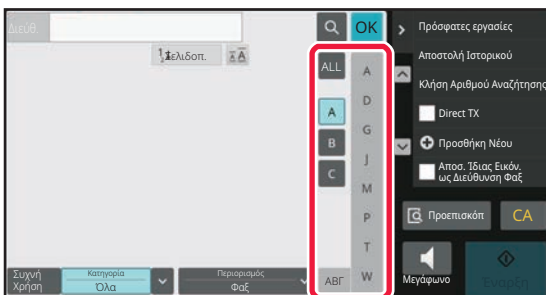 Διεύθ.
OK
Σελιδοπ.
ALL
A
B
C
A
D
G
J
M
P
T
W
ΑΒΓ
Συχνή
Χρήση
Κατηγορία
Όλα
Περιορισμός
Φαξ
Πρόσφατες εργασίες
Αποστολή Ιστορικού
Κλήση Αριθμού Αναζήτησης
Direct TX
Προσθήκη Νέου
Αποσ. Ίδιας Εικόν.
ως Διεύθυνση Φαξ
Προεπισκόπ
CA
Μεγάφωνο
Έναρξη